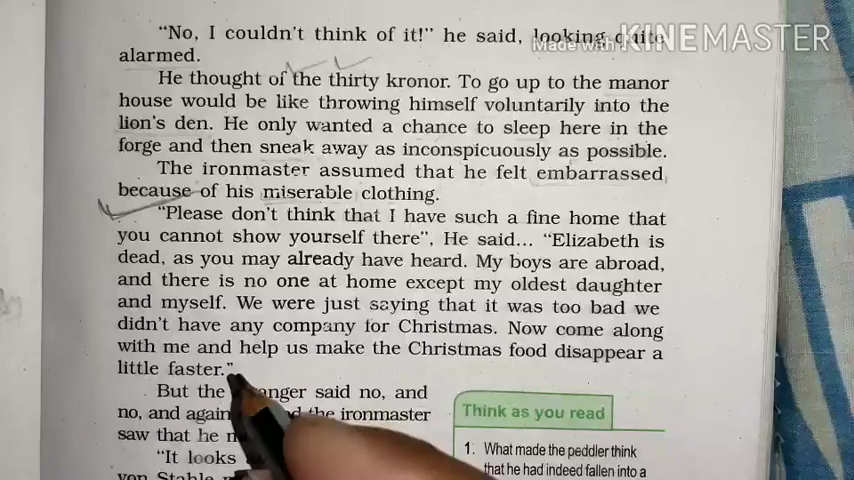 "No, I couldn't think of it!" he said, looking quite
Made with KINEMASTER
alarmed.
He thought of the thirty kronor. To go up to the manor
house would be like throwing himself voluntarily into the
lion's den. He only wanted a chance to sleep here in the
forge and then sneak away as inconspicuously as possible.
The ironmaster assumed that he felt embarrassed
because of his miserable clothing.
"Please don't think that I have such a fine home that
you cannot show yourself there", He said... "Elizabeth is
dead, as you may already have heard. My boys are abroad,
and there is no one at home except my oldest daughter
and myself. We were just saying that it was too bad we
didn't have any company for Christmas. Now come along
with me and help us make the Christmas food disappear a
little faster."
But the stranger said no, and
no, and again the ironmaster
saw that he
"It looks
von Stahle
Think as you read
1. What made the peddler think
that he had indeed fallen into a